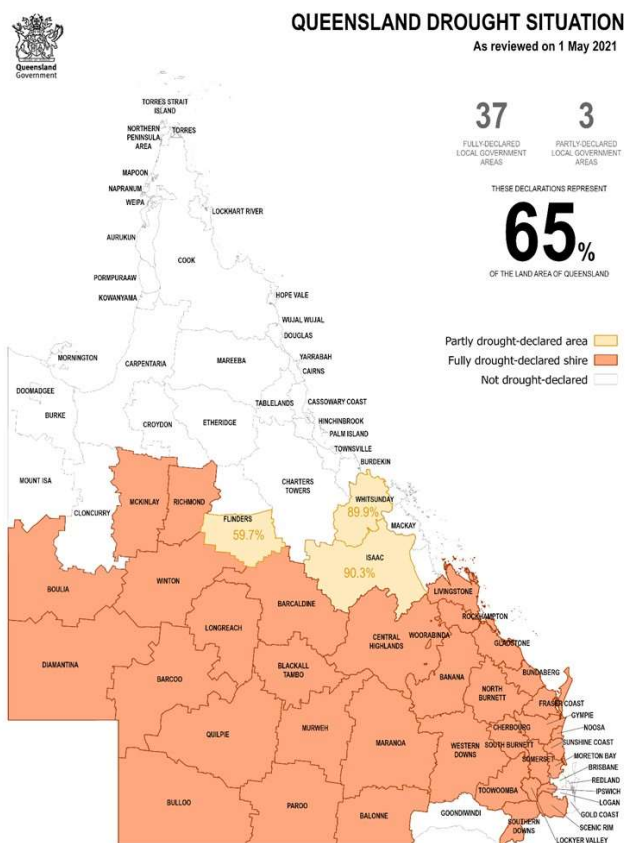 QUEENSLAND DROUGHT SITUATION
As reviewed on 1 May 2021
Queensland
Government
37
FULLY-DECLARED
LOCAL GOVERNMENT
AREAS
3
PARTLY-DECLARED
LOCAL GOVERNMENT
AREAS
THESE DECLARATIONS REPRESENT
65%
OF THE LAND AREA OF QUEENSLAND
Partly drought-declared area
Fully drought-declared shire
Not drought-declared
TORRES STRAIT
ISLAND
NORTHERN
PENINSULA
AREA
TORRES
MAPOON
NAPRANUM
WEIPA
LOCKHART RIVER
AURUKUN
COOK
PORMPURAAW
KOWANYAMA
HOPE VALE
WUJAL WUJAL
DOUGLAS
MORNINGTON
CARPENTARIA
MAREEBA
YARRABAH
CAIRNS
DOOMADGEE
BURKE
TABLELANDS
CASSOWARY COAST
CROYDON
ETHERIDGE
HINCHINBROOK
PALM ISLAND
TOWNSVILLE
BURDEKIN
MOUNT ISA
CLONCURRY
MCKINLAY
RICHMOND
CHARTERS
TOWERS
WHITSUNDAY
89.9%
FLINDERS
59.7%
MACKAY
ISAAC
90.3%
BOULIA
WINTON
BARCALDINE
LIVINGSTONE
ROCKHAMPTON
LONGREACH
CENTRAL
HIGHLANDS
WOORABINDA
GLADSTONE
DIAMANTINA
BARCOO
BLACKALL
TAMBO
BANANA
BUNDABERG
NORTH
BURNETT
FRASER COAST
GYMPIE
QUILPIE
MURWEH
MARANOA
WESTERN
DOWNS
CHERBOURG
SOUTH BURNETT
NOOSA
SUNSHINE COAST
SOMERSET
MORETON BAY
BRISBANE
REDLAND
TOOWOOMBA
IPSWICH
LOGAN
BULLOO
PAROO
BALONNE
GOONDIWINDI
SOUTHERN
DOWNS
GOLD COAST
SCENIC RIM
LOCKYER VALLEY